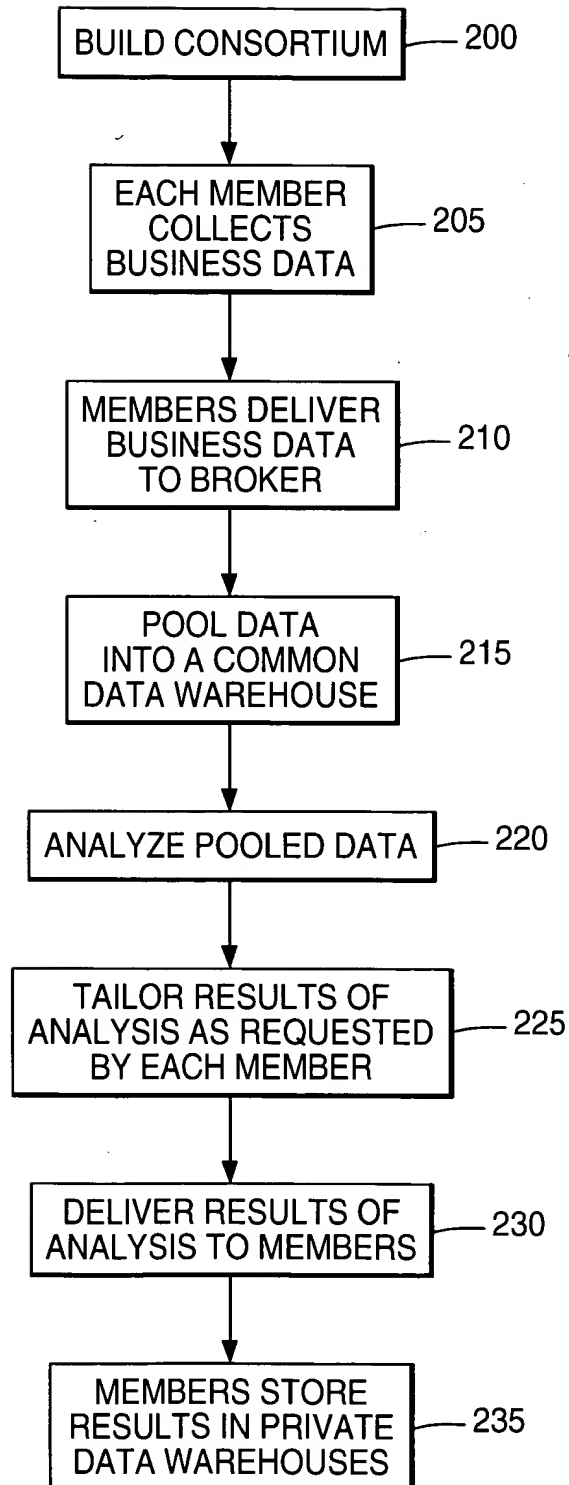 BUILD CONSORTIUM
200
EACH MEMBER
COLLECTS
BUSINESS DATA
205
MEMBERS DELIVER
BUSINESS DATA
TO BROKER
210
POOL DATA
INTO A COMMON
DATA WAREHOUSE
215
ANALYZE POOLED DATA
220
TAILOR RESULTS OF
ANALYSIS AS REQUESTED
BY EACH MEMBER
225
DELIVER RESULTS OF
ANALYSIS TO MEMBERS
230
MEMBERS STORE
RESULTS IN PRIVATE
DATA WAREHOUSES
235